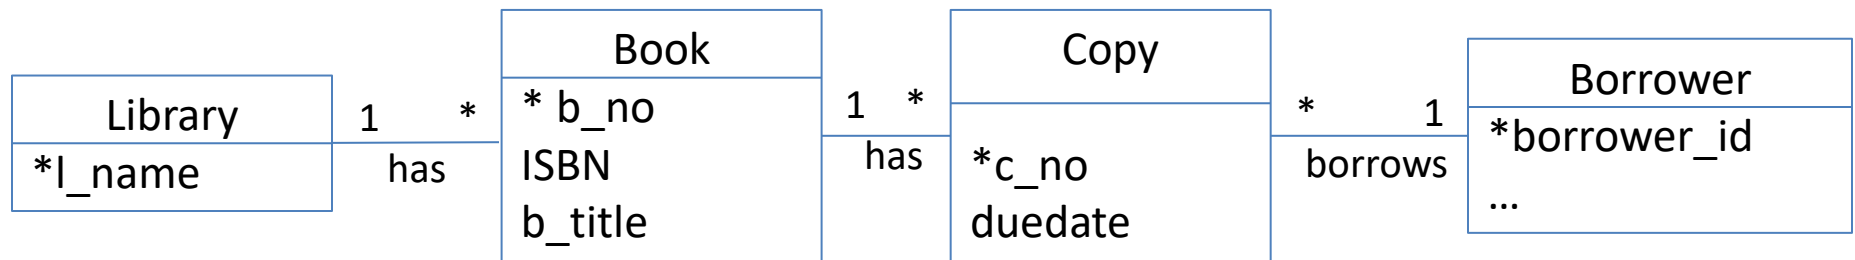 Library
*l_name
1
*
has
Book
* b_no
ISBN
b_title
1
*
has
Copy
*c_no
duedate
*
1
borrows
Borrower
*borrower_id
...